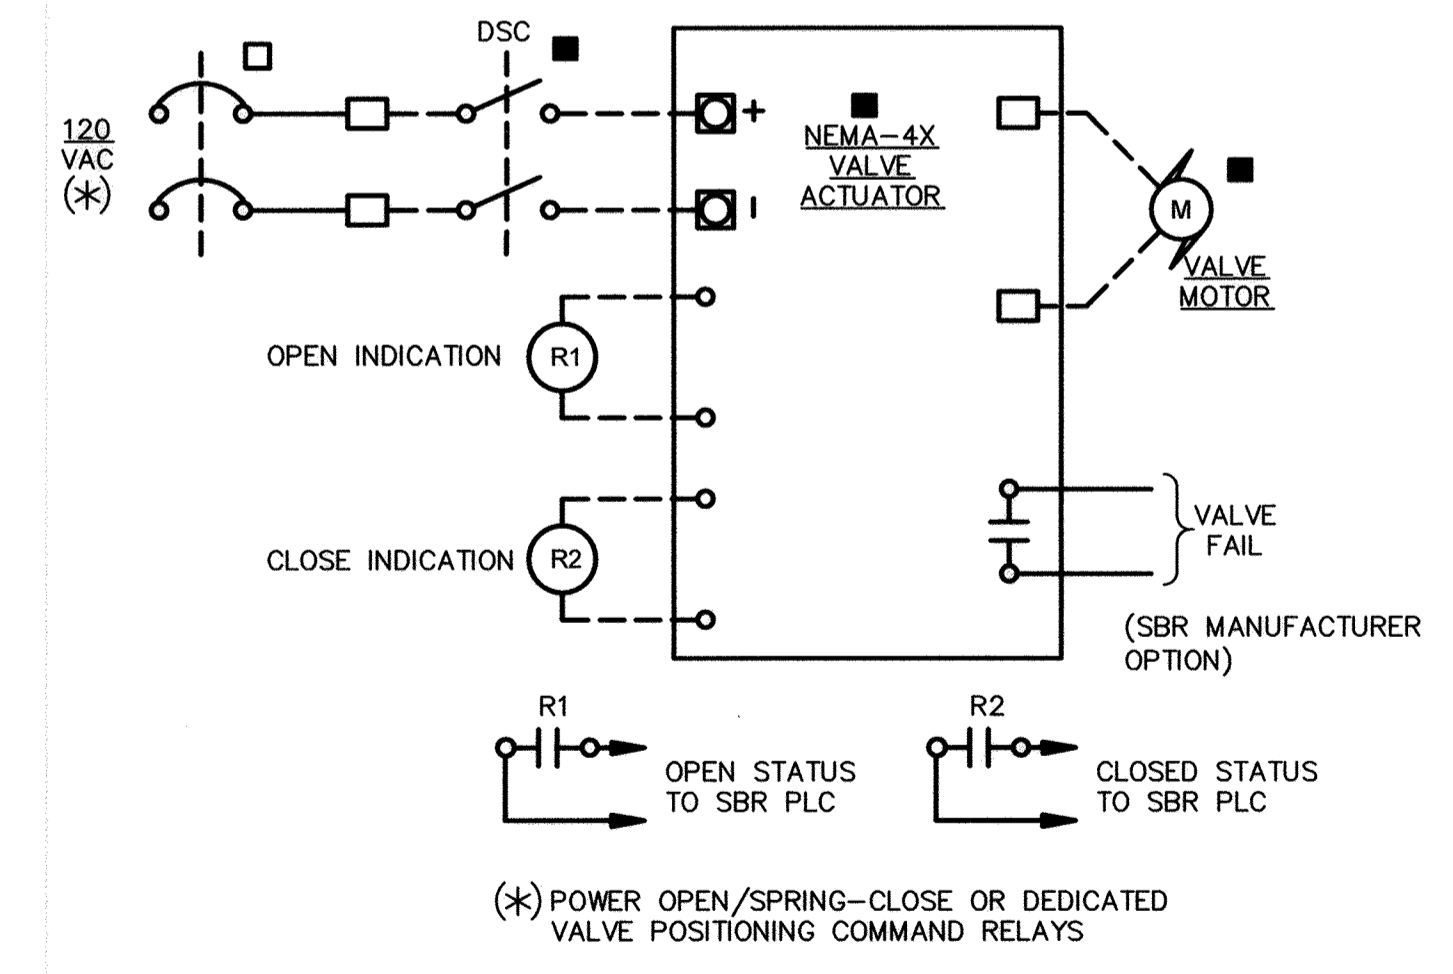 DSC
120
VAC
(*)
+
-
NEMA-4X
VALVE
ACTUATOR
M
VALVE
MOTOR
OPEN INDICATION
R1
CLOSE INDICATION
R2
VALVE
FAIL
(SBR MANUFACTURER
OPTION)
R1
OPEN STATUS
TO SBR PLC
R2
CLOSED STATUS
TO SBR PLC
(*) POWER OPEN/SPRING-CLOSE OR DEDICATED
VALVE POSITIONING COMMAND RELAYS